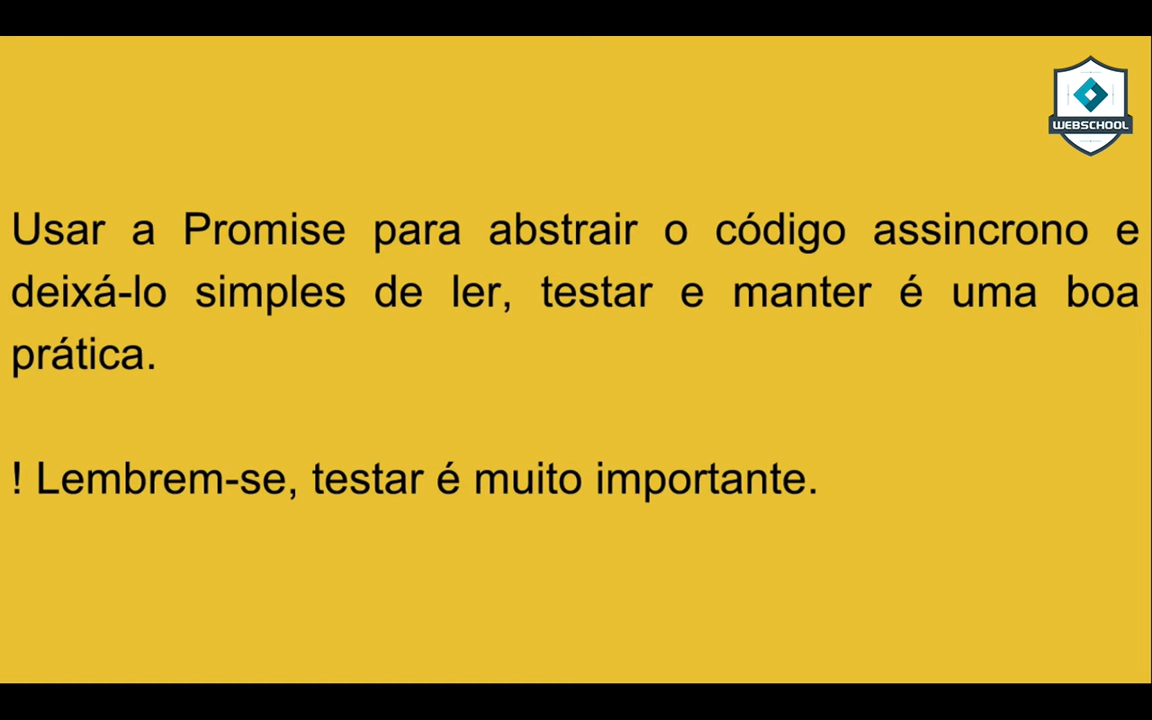 WEBSCHOOL
Usar a Promise para abstrair o código assincrono e
deixá-lo simples de ler, testar e manter é uma boa
prática.
! Lembrem-se, testar é muito importante.